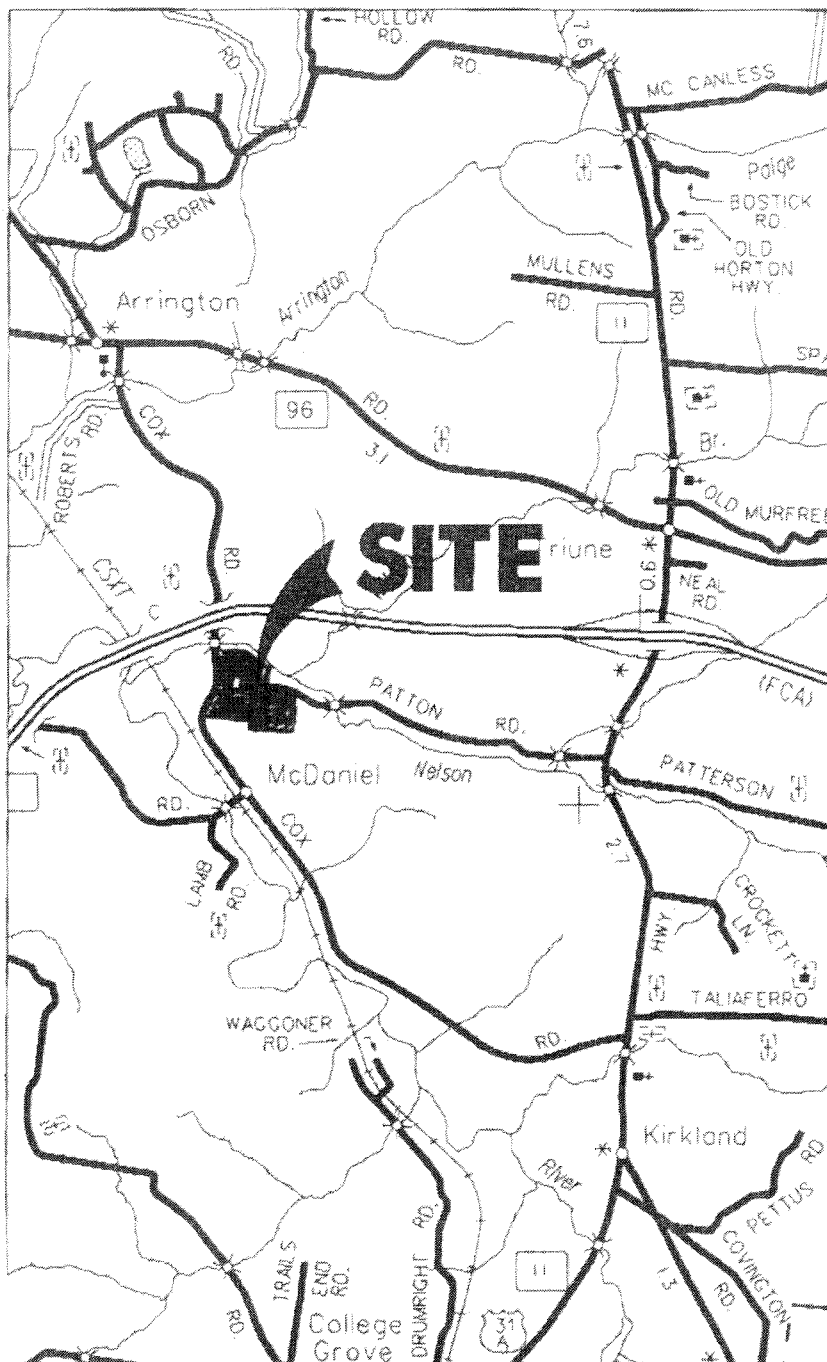 HOLLOW
RD.
RD.
RD.
7.6
MC CANLESS
Paige
BOSTICK
RD.
OLD
HORTON
HWY.
OSBORN
MULLENS
RD.
RD.
11
Arrington
Arrington
SPA
96
RD.
3.1
COX
ROBERTS
RD.
Br.
OLD MURFREE
RD.
SITE
riune
0.6
NEAL
RD.
CSXT
C
(FCA)
PATTON
RD.
Nelson
PATTERSON
McDaniel
RD.
COX
LAMB
RD.
2.7
HWY.
CROCKETT
LN.
TALIAFERRO
WAGGONER
RD.
RD.
Kirkland
River
RD
PETTUS
COVINGTON
RD.
1.3
TRAILS
END RD.
RD.
DRUMRIGHT
RD.
11
31
A
College
Grove